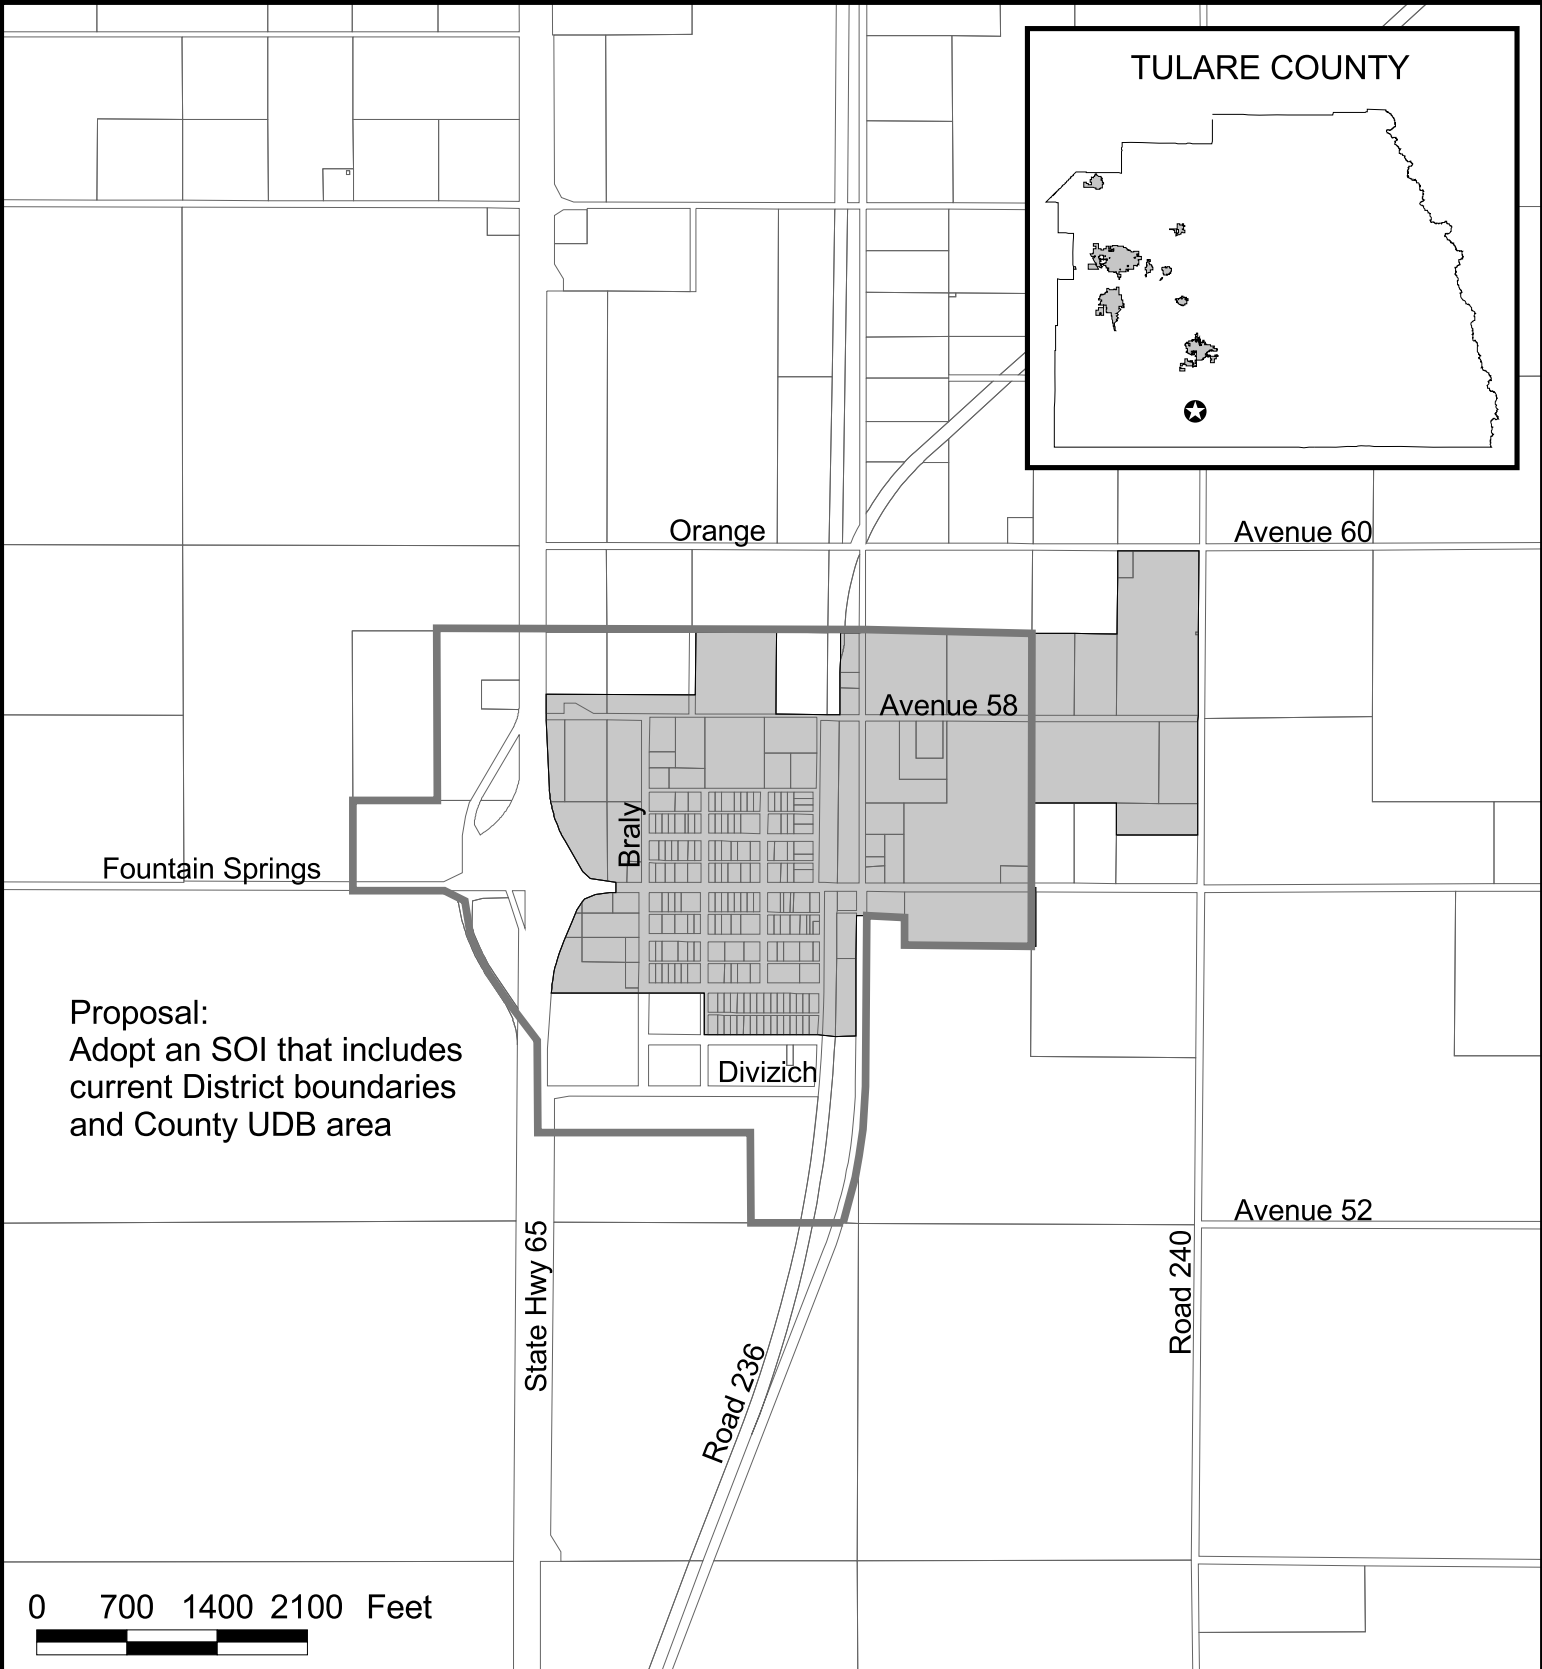 TULARE COUNTY
Orange
Avenue 60
Avenue 58
Braly
Fountain Springs
Proposal:
Adopt an SOI that includes
current District boundaries
and County UDB area
Divizich
Avenue 52
State Hwy 65
Road 240
Road 236
0 700 1400 2100 Feet